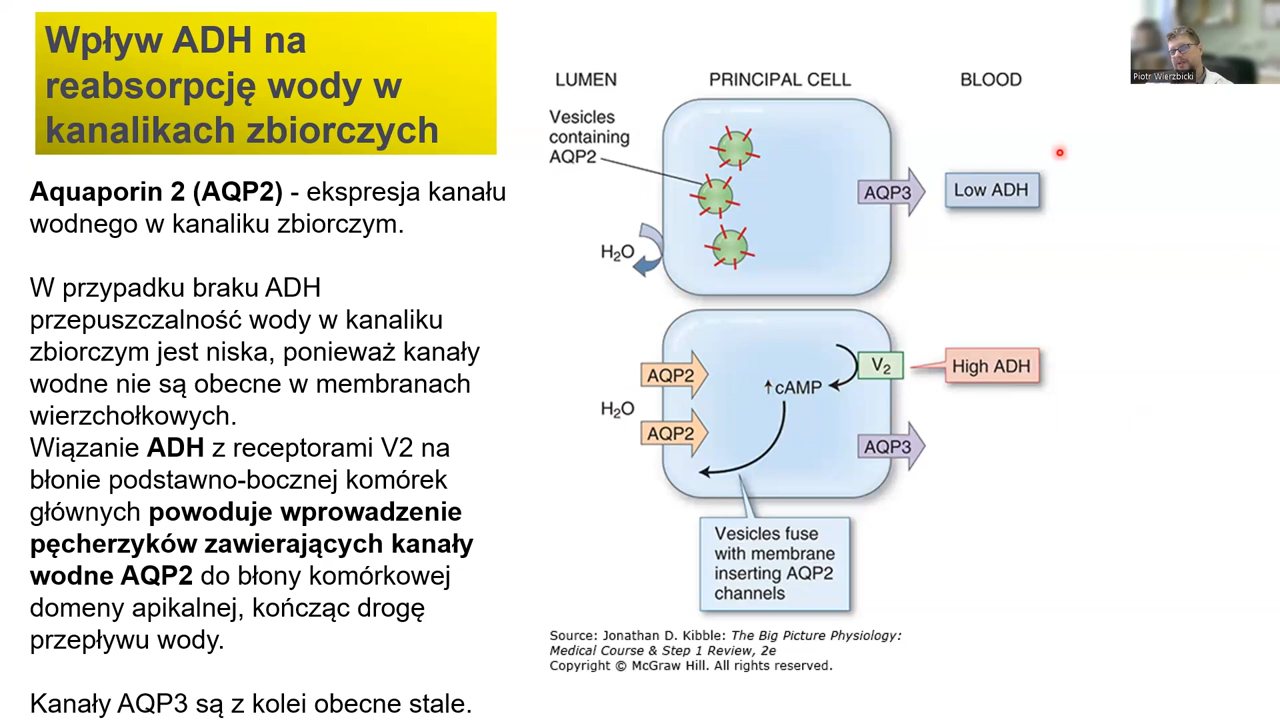 Wpływ ADH na
reabsorpcję wody w
kanalikach zbiorczych
Aquaporin 2 (AQP2) - ekspresja kanału
wodnego w kanaliku zbiorczym.
W przypadku braku ADH
przepuszczalność wody w kanaliku
zbiorczym jest niska, ponieważ kanały
wodne nie są obecne w membranach
wierzchołkowych.
Wiązanie ADH z receptorami V2 na
błonie podstawno-bocznej komórek
głównych powoduje wprowadzenie
pęcherzyków zawierających kanały
wodne AQP2 do błony komórkowej
domeny apikalnej, kończąc drogę
przepływu wody.
Kanały AQP3 są z kolei obecne stale.
LUMEN
PRINCIPAL CELL
BLOOD
Vesicles
containing
AQP2
AQP3
Low ADH
H₂O
AQP2
V₂
High ADH
↑cAMP
H₂O
AQP2
AQP3
Vesicles fuse
with membrane
inserting AQP2
channels
Source: Jonathan D. Kibble: The Big Picture Physiology:
Medical Course & Step 1 Review, 2e
Copyright © McGraw Hill. All rights reserved.
Piotr Wierzbicki